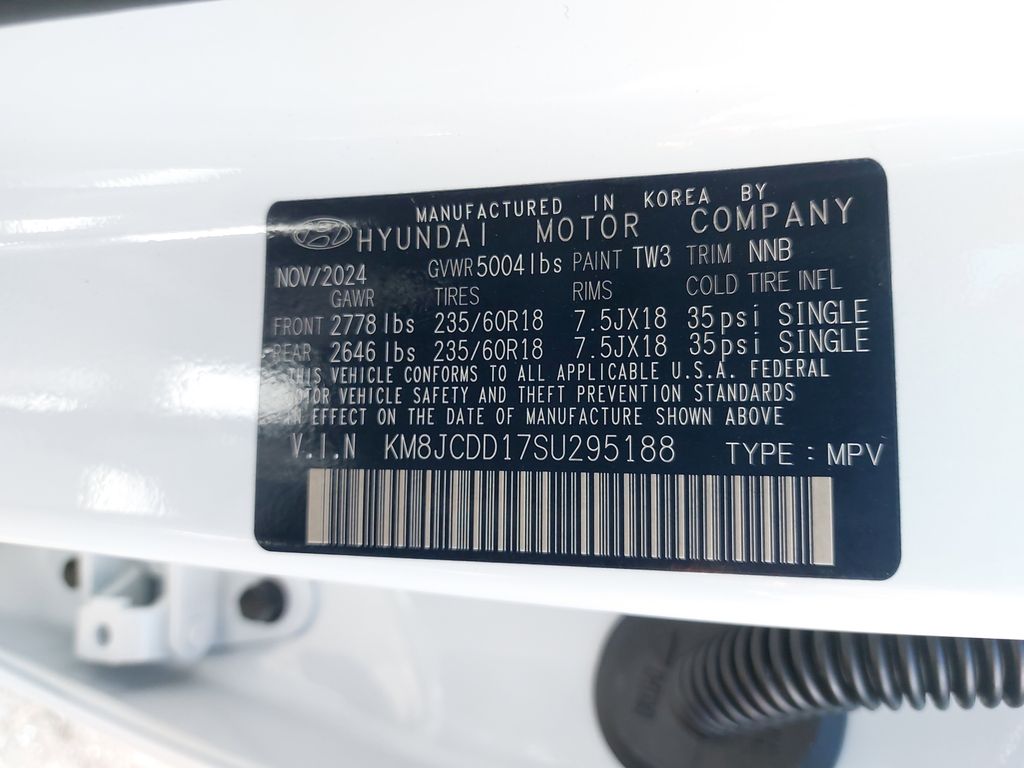 MANUFACTURED IN KOREA BY
HYUNDAI MOTOR COMPANY
NOV/2024 GVWR 5004lbs PAINT TW3 TRIM NNB
GAWR TIRES RIMS COLD TIRE INFL
FRONT 2778lbs 235/60R18 7.5JX18 35psi SINGLE
REAR 2646lbs 235/60R18 7.5JX18 35psi SINGLE
THIS VEHICLE CONFORMS TO ALL APPLICABLE U.S.A. FEDERAL
MOTOR VEHICLE SAFETY AND THEFT PREVENTION STANDARDS
IN EFFECT ON THE DATE OF MANUFACTURE SHOWN ABOVE
V.I.N KM8JCDD17SU295188 TYPE : MPV